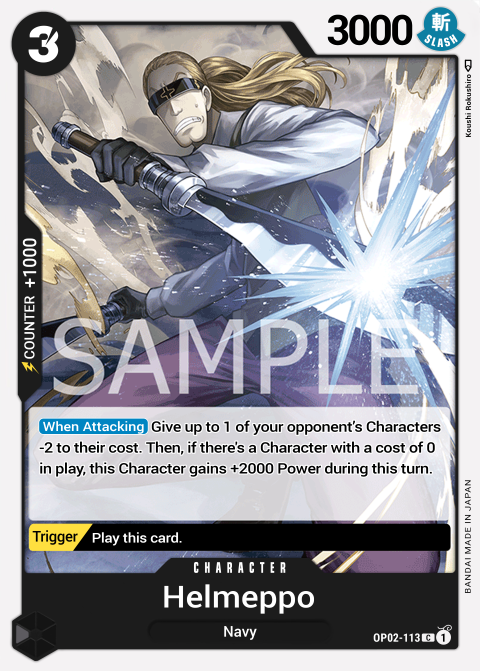 3
3000
斬
SLASH
Koushi Rokushiro
COUNTER +1000
SAMPLE
When Attacking Give up to 1 of your opponent's Characters
-2 to their cost. Then, if there's a Character with a cost of 0
in play, this Character gains +2000 Power during this turn.
Trigger Play this card.
BANDAI MADE IN JAPAN
CHARACTER
Helmeppo
Navy
OP02-113 C 1